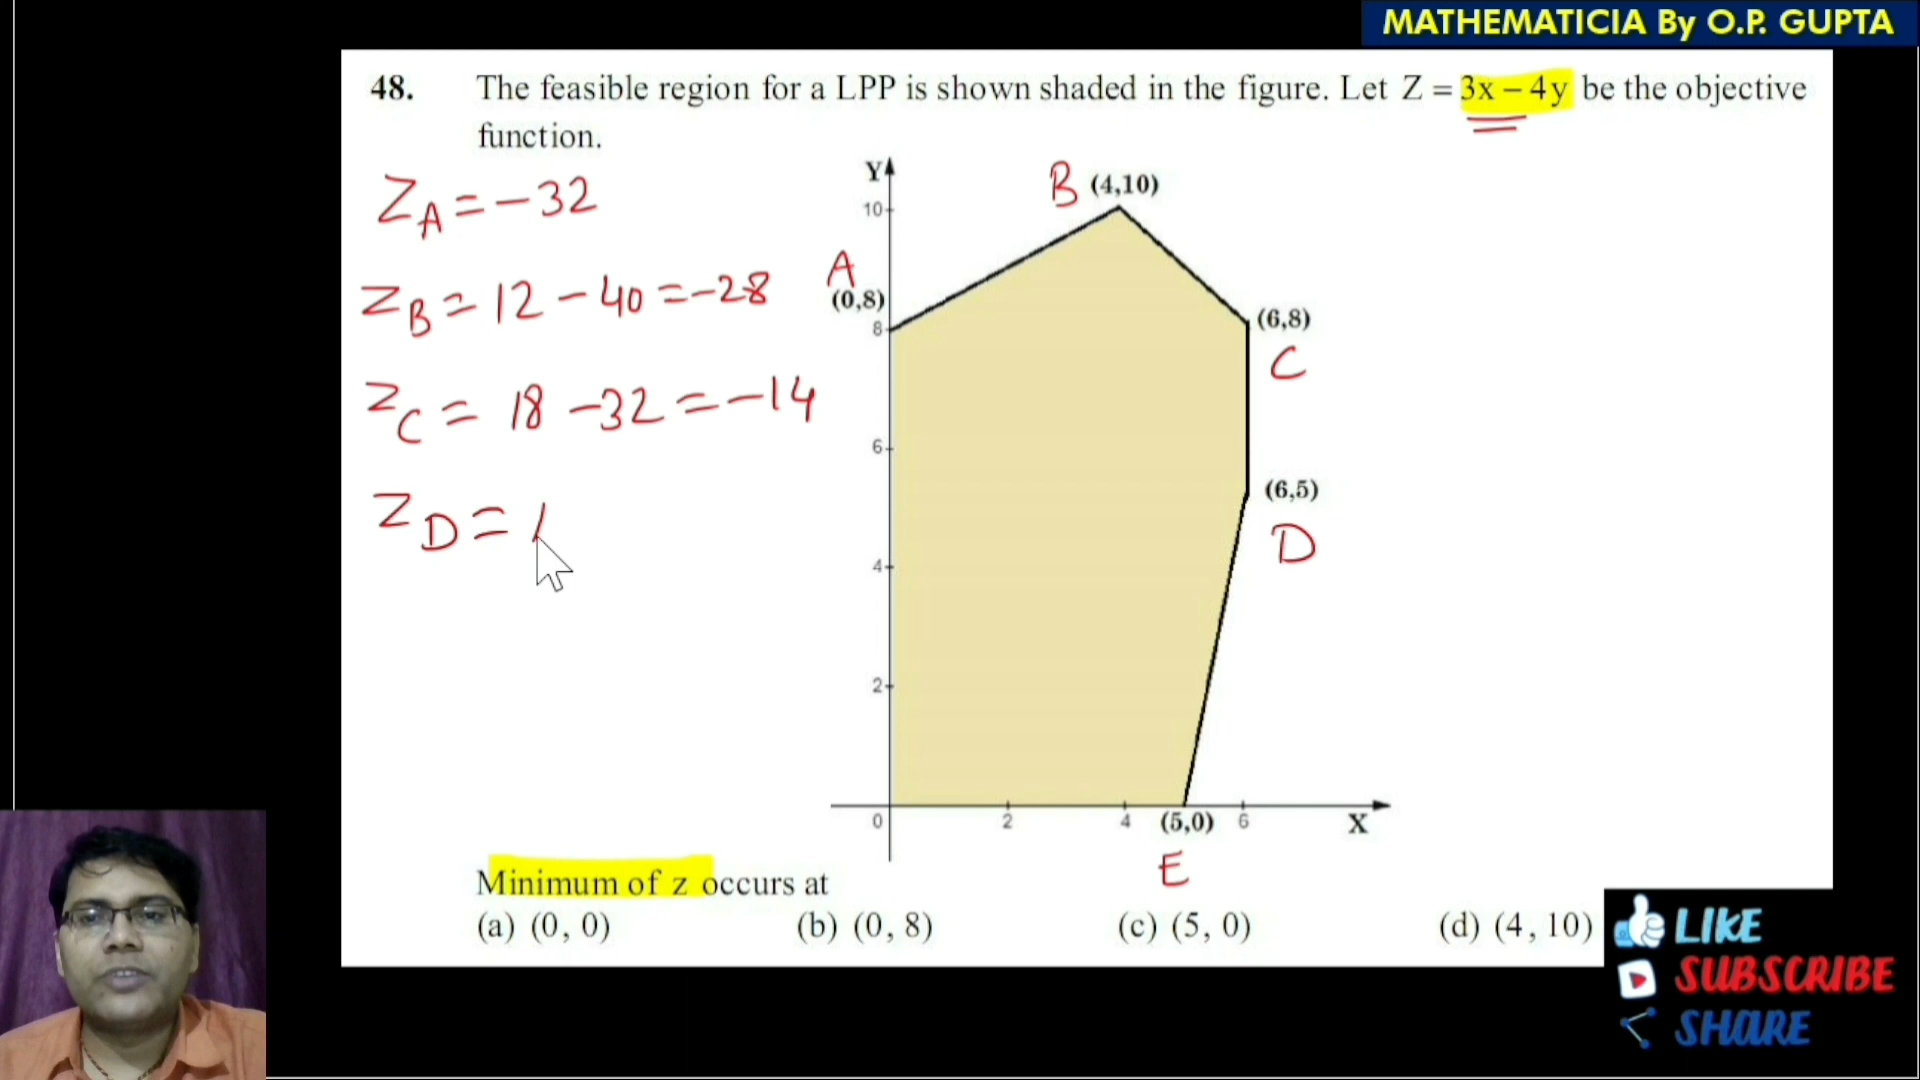 MATHEMATICIA By O.P. GUPTA
48. The feasible region for a LPP is shown shaded in the figure. Let Z = 3x – 4y be the objective
function.
Z_A = -32
Z_B = 12 - 40 = -28
Z_C = 18 - 32 = -14
Z_D = 1
Y
B (4,10)
10
A
(0,8)
8
(6,8)
C
6
(6,5)
D
4
2
0 2 4 (5,0) 6 X
E
Minimum of z occurs at
(a) (0, 0) (b) (0, 8) (c) (5, 0) (d) (4, 10)
LIKE
SUBSCRIBE
SHARE